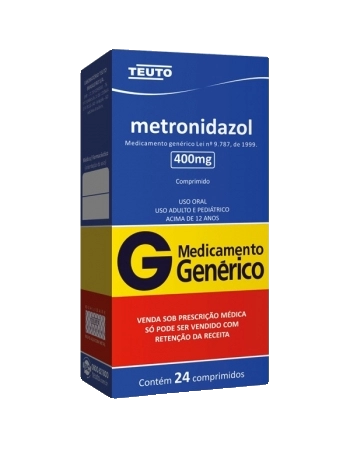 TEUTO
metronidazol
Medicamento genérico Lei nº 9.787, de 1999.
400mg
Comprimido
USO ORAL
USO ADULTO E PEDIÁTRICO
ACIMA DE 12 ANOS
G Medicamento
Genérico
VENDA SOB PRESCRIÇÃO MÉDICA
SÓ PODE SER VENDIDO COM
RETENÇÃO DA RECEITA
Contém 24 comprimidos